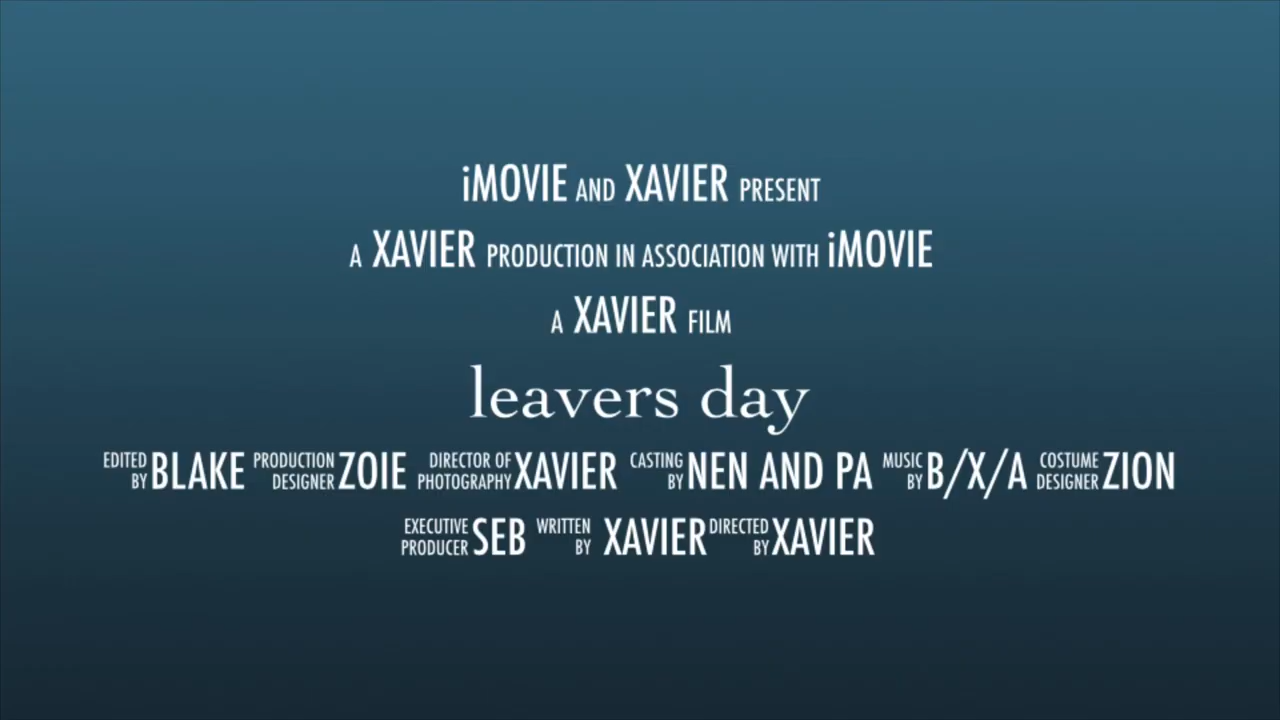 iMOVIE AND XAVIER PRESENT
A XAVIER PRODUCTION IN ASSOCIATION WITH iMOVIE
A XAVIER FILM
leavers day
EDITED BY BLAKE PRODUCTION DESIGNER ZOIE DIRECTOR OF PHOTOGRAPHY XAVIER CASTING BY NEN AND PA MUSIC BY B/X/A COSTUME DESIGNER ZION
EXECUTIVE PRODUCER SEB WRITTEN BY XAVIER DIRECTED BY XAVIER